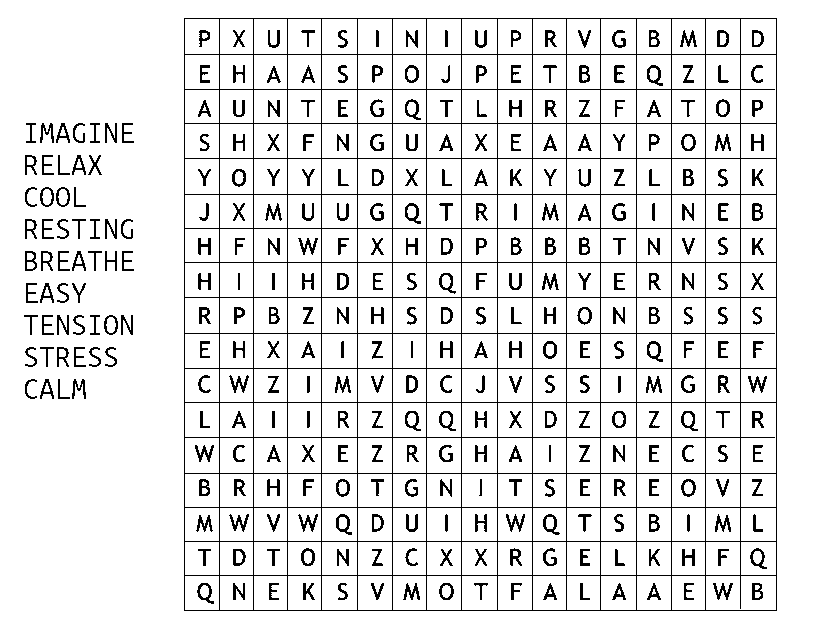 IMAGINE
RELAX
COOL
RESTING
BREATHE
EASY
TENSION
STRESS
CALM
P X U T S I N I U P R V G B M D D
E H A A S P O J P E T B E Q Z L C
A U N T E G Q T L H R Z F A T O P
S H X F N G U A X E A A Y P O M H
Y O Y Y L D X L A K Y U Z L B S K
J X M U U G Q T R I M A G I N E B
H F N W F X H D P B B B T N V S K
H I I H D E S Q F U M Y E R N S X
R P B Z N H S D S L H O N B S S S
E H X A I Z I H A H O E S Q F E F
C W Z I M V D C J V S S I M G R W
L A I I R Z Q Q H X D Z O Z Q T R
W C A X E Z R G H A I Z N E C S E
B R H F O T G N I T S E R E O V Z
M W V W Q D U I H W Q T S B I M L
T D T O N Z C X X R G E L K H F Q
Q N E K S V M O T F A L A A E W B